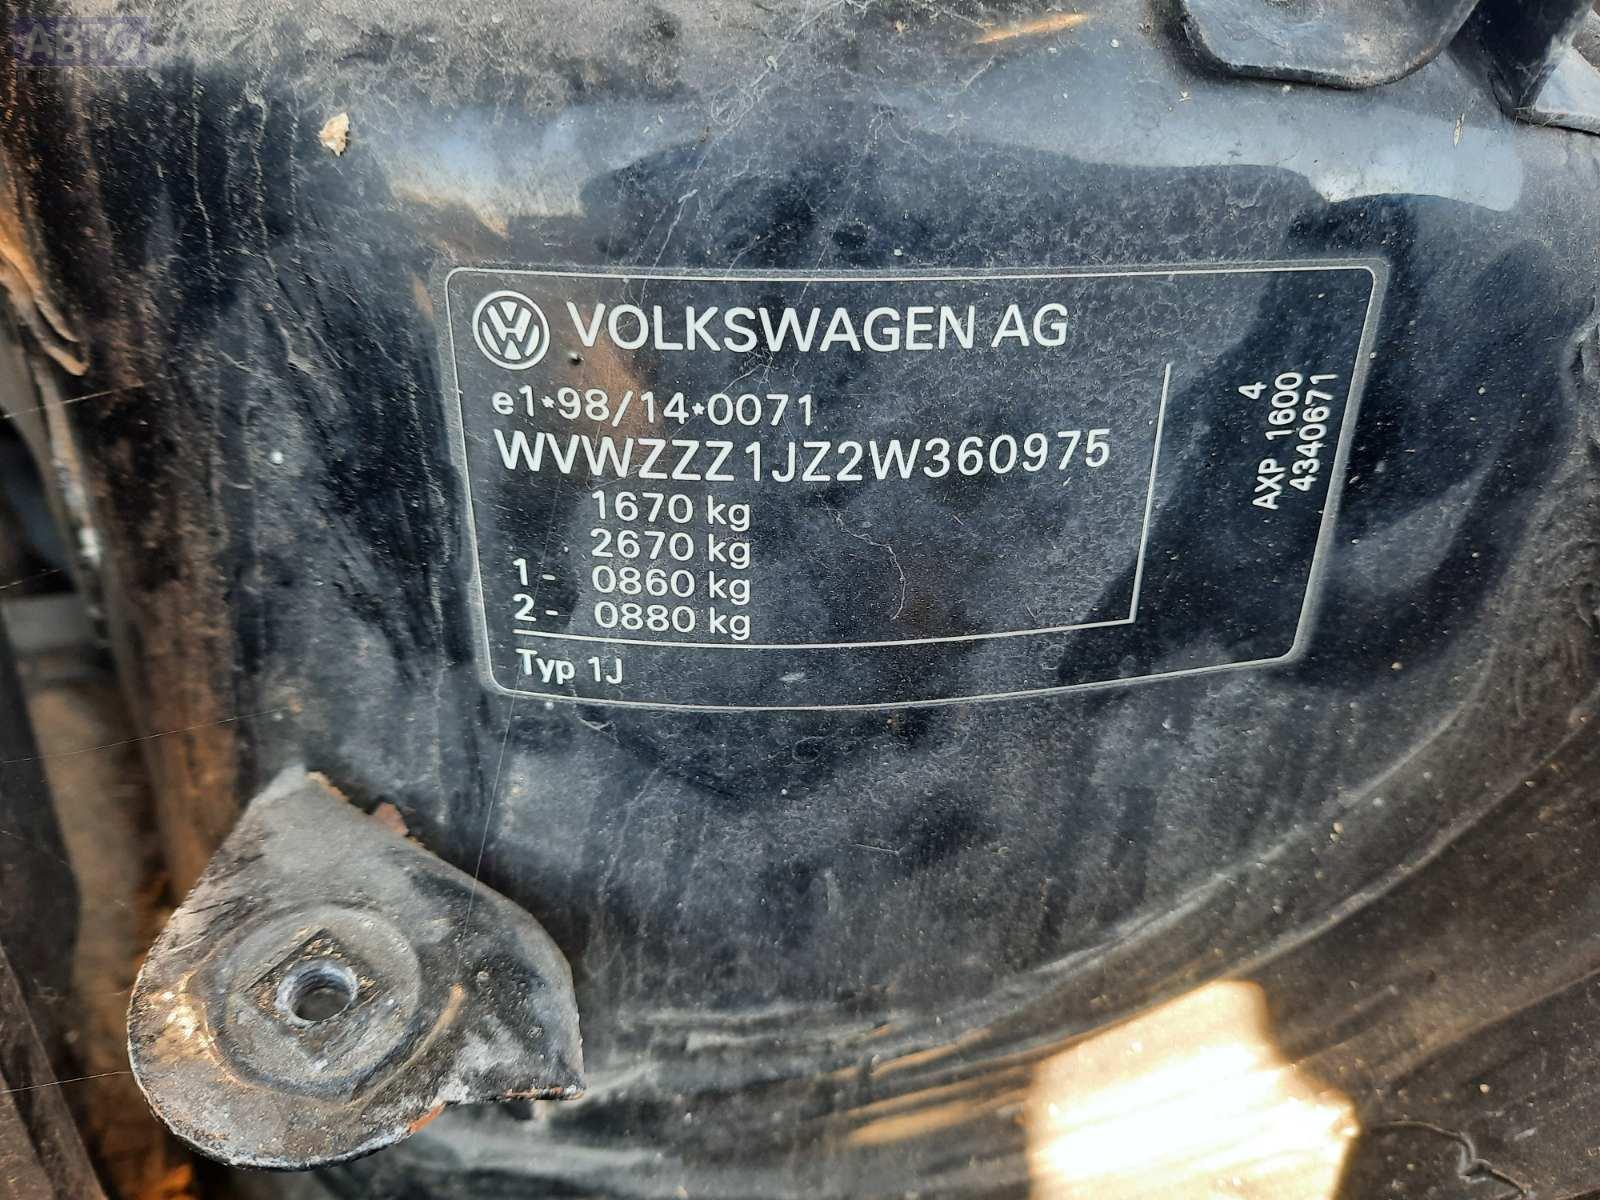 АВТО
VOLKSWAGEN AG
e1*98/14*0071
WVWZZZ1JZ2W360975
1670 kg
2670 kg
1- 0860 kg
2- 0880 kg
Typ 1J
4
AXP 1600
4340671